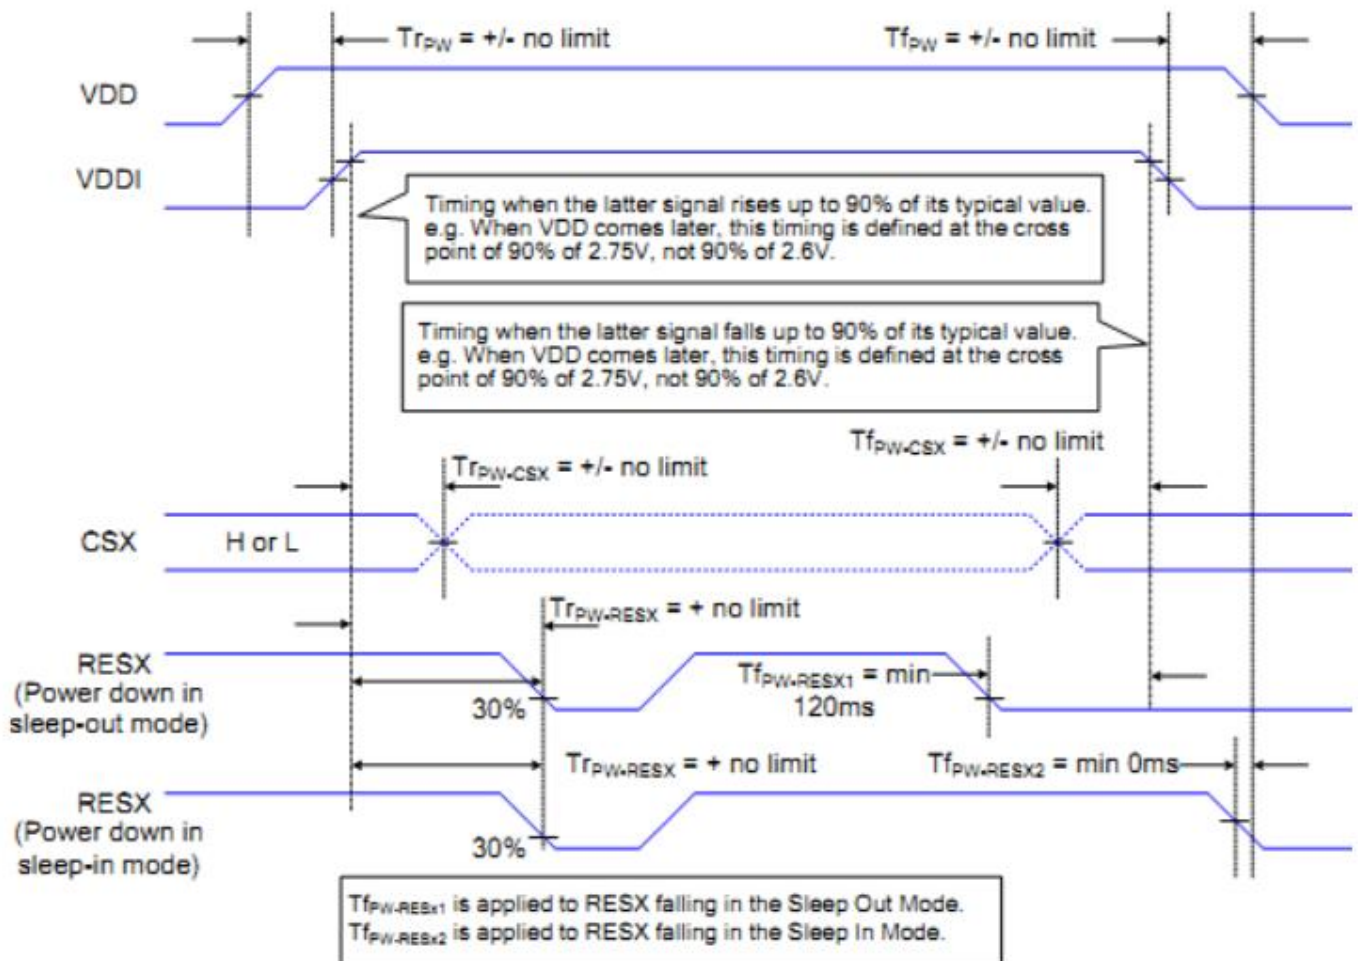 TrPW = +/- no limit
TfPW = +/- no limit
VDD
VDDI
Timing when the latter signal rises up to 90% of its typical value.
e.g. When VDD comes later, this timing is defined at the cross
point of 90% of 2.75V, not 90% of 2.6V.
Timing when the latter signal falls up to 90% of its typical value.
e.g. When VDD comes later, this timing is defined at the cross
point of 90% of 2.75V, not 90% of 2.6V.
TfPW-CSX = +/- no limit
TrPW-CSX = +/- no limit
CSX
H or L
TrPW-RESX = + no limit
RESX
(Power down in
sleep-out mode)
30%
TfPW-RESX1 = min
120ms
TrPW-RESX = + no limit
TfPW-RESX2 = min 0ms
RESX
(Power down in
sleep-in mode)
30%
TfPW-RESx1 is applied to RESX falling in the Sleep Out Mode.
TfPW-RESx2 is applied to RESX falling in the Sleep In Mode.